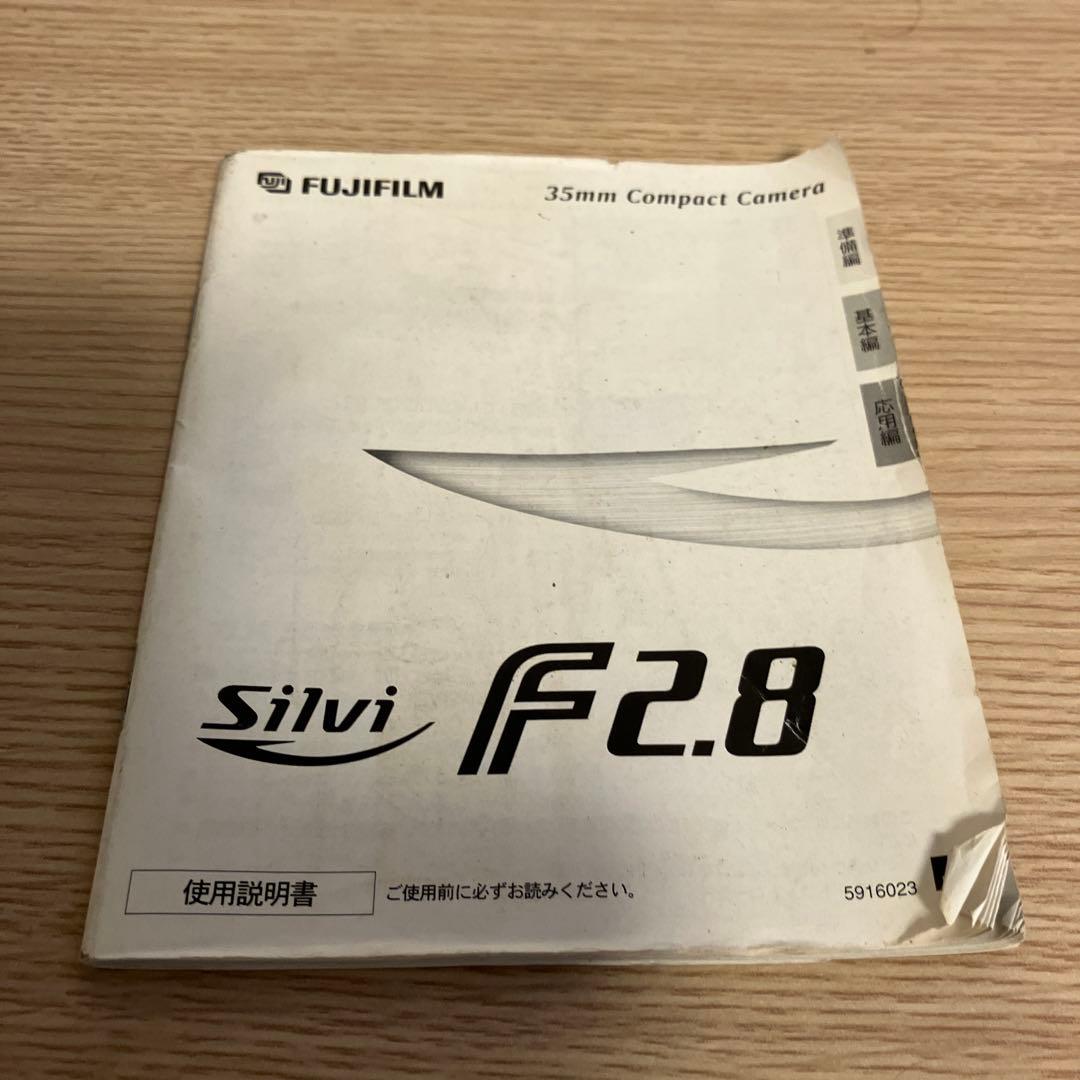 FUJI FUJIFILM
35mm Compact Camera
準備編
基本編
応用編
Silvi F2.8
使用説明書
ご使用前に必ずお読みください。
5916023